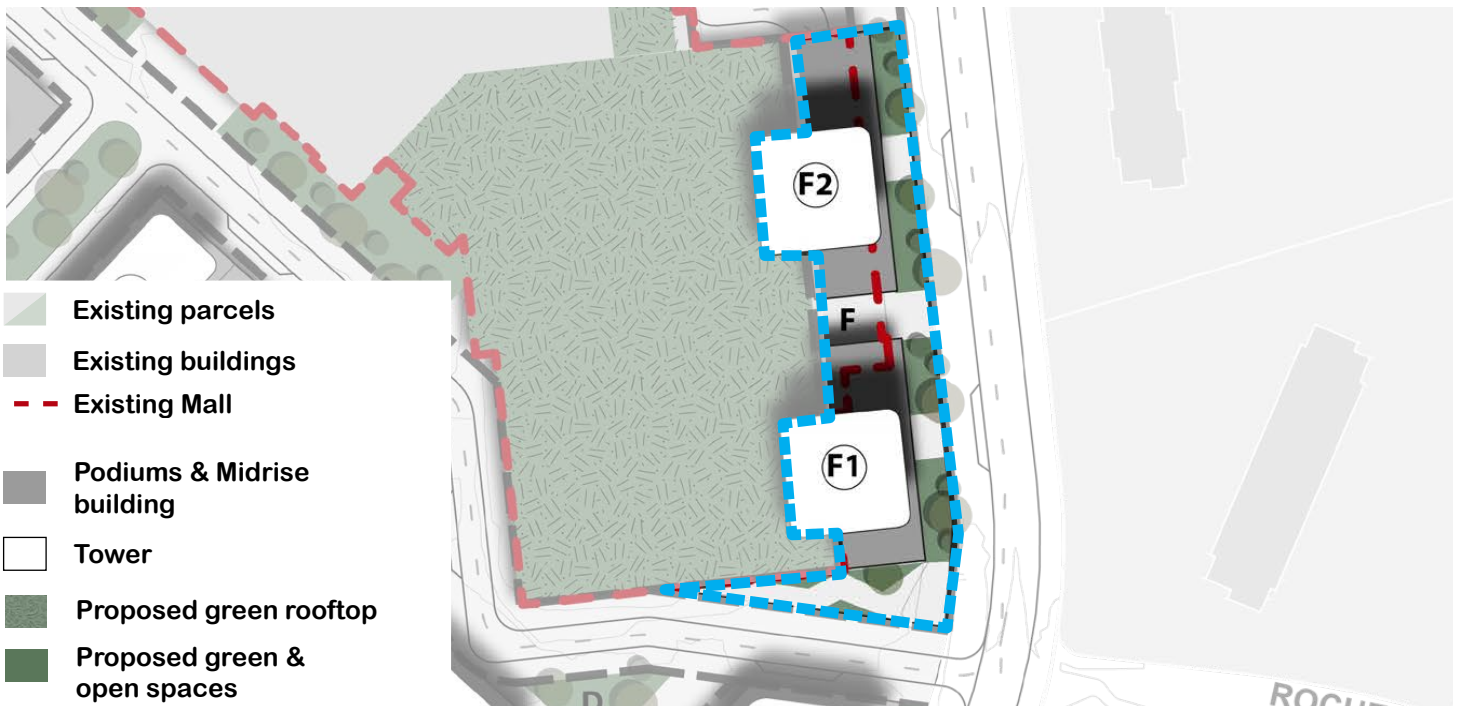 F2
F
F1
Existing parcels
Existing buildings
Existing Mall
Podiums & Midrise
building
Tower
Proposed green rooftop
Proposed green &
open spaces
D